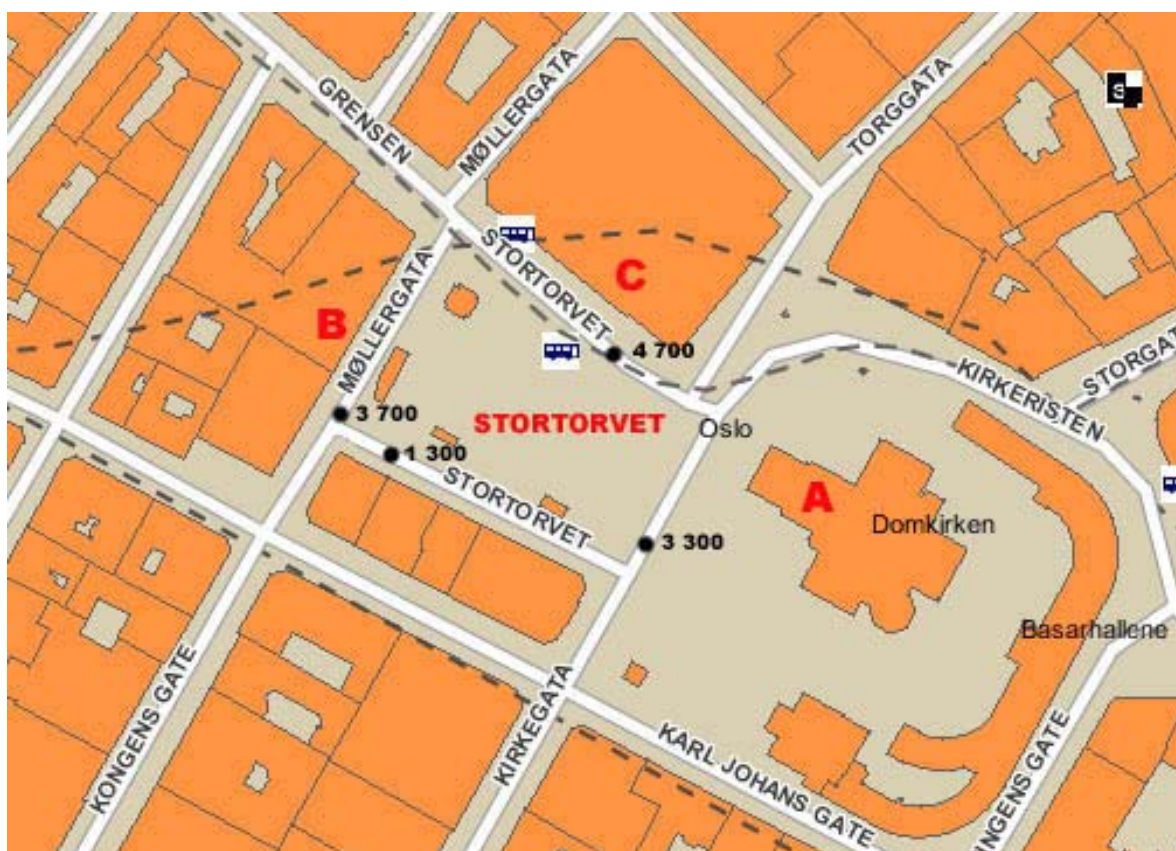 GRENSEN
MØLLERGATA
TORGGATA
STORTORVET
C
MØLLERGATA
B
4 700
KIRKERISTEN
STORGAT
3 700
STORTORVET
Oslo
1 300
STORTORVET
A
Domkirken
3 300
Basarhallene
KONGENS GATE
KIRKEGATA
KARL JOHANS GATE
INGENS GATE